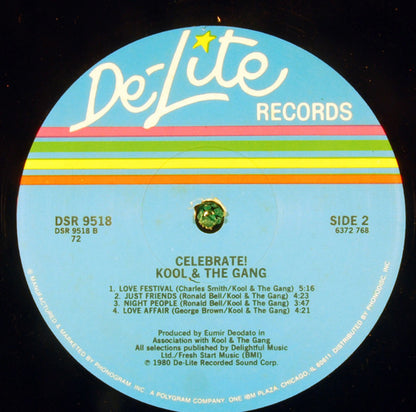 De-Lite
RECORDS
DSR 9518
DSR 9518 B
72
SIDE 2
6372 768
CELEBRATE!
KOOL & THE GANG
1. LOVE FESTIVAL (Charles Smith/Kool & The Gang) 5:16
2. JUST FRIENDS (Ronald Bell/Kool & The Gang) 4:23
3. NIGHT PEOPLE (Ronald Bell/Kool & The Gang) 3:47
4. LOVE AFFAIR (George Brown/Kool & The Gang) 4:21
Produced by Eumir Deodato in
Association with Kool & The Gang
All selections published by Delightful Music
Ltd./Fresh Start Music (BMI)
℗ 1980 De-Lite Recorded Sound Corp.
MANUFACTURED & MARKETED BY PHONOGRAM, INC. A POLYGRAM COMPANY, ONE IBM PLAZA, CHICAGO, IL 60611 DISTRIBUTED BY PHONODISC, INC.